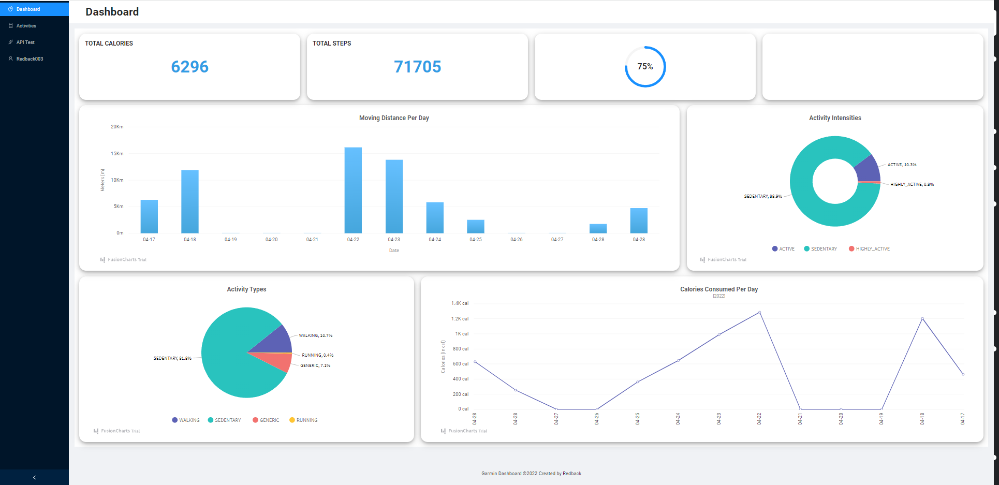 Dashboard
Activities
API Test
Redback003
Dashboard
TOTAL CALORIES
6296
TOTAL STEPS
71705
75%
Moving Distance Per Day
20Km
15Km
10Km
5Km
0m
Meters [m]
04-17 04-18 04-19 04-20 04-21 04-22 04-23 04-24 04-25 04-26 04-27 04-28 04-28
Date
FusionCharts Trial
Activity Intensities
ACTIVE, 10.3%
HIGHLY_ACTIVE, 0.8%
SEDENTARY, 88.9%
ACTIVE SEDENTARY HIGHLY_ACTIVE
FusionCharts Trial
Activity Types
WALKING, 10.7%
RUNNING, 0.4%
SEDENTARY, 81.8%
GENERIC, 7.1%
WALKING SEDENTARY GENERIC RUNNING
FusionCharts Trial
Calories Consumed Per Day
[2022]
1.4K cal
1.2K cal
1K cal
800 cal
600 cal
400 cal
200 cal
0 cal
Calories [in cal]
04-28 04-28 04-27 04-26 04-25 04-24 04-23 04-22 04-21 04-20 04-19 04-18 04-17
FusionCharts Trial
Garmin Dashboard ©2022 Created by Redback